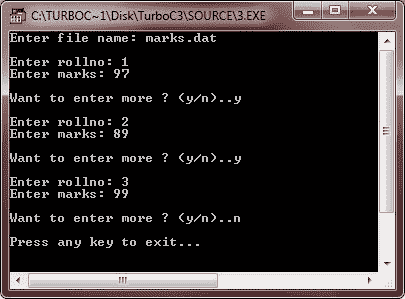 C:\TURBOC~1\Disk\TurboC3\SOURCE\3.EXE
Enter file name: marks.dat
Enter rollno: 1
Enter marks: 97
Want to enter more ? (y/n)..y
Enter rollno: 2
Enter marks: 89
Want to enter more ? (y/n)..y
Enter rollno: 3
Enter marks: 99
Want to enter more ? (y/n)..n
Press any key to exit...